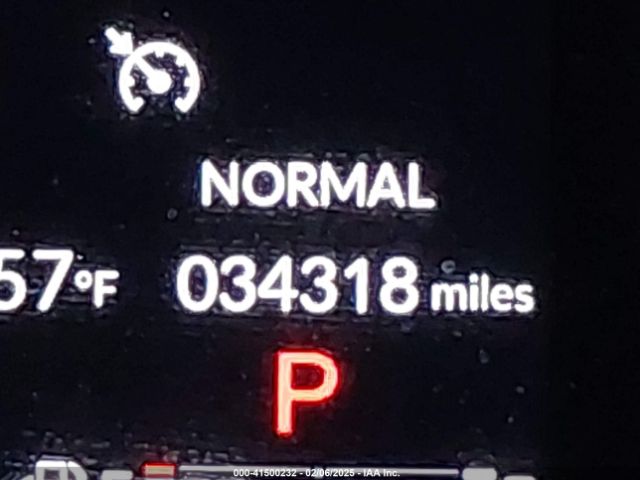 NORMAL
57°F 034318 miles
P
000-41500232 - 02/06/2025 - IAA Inc.